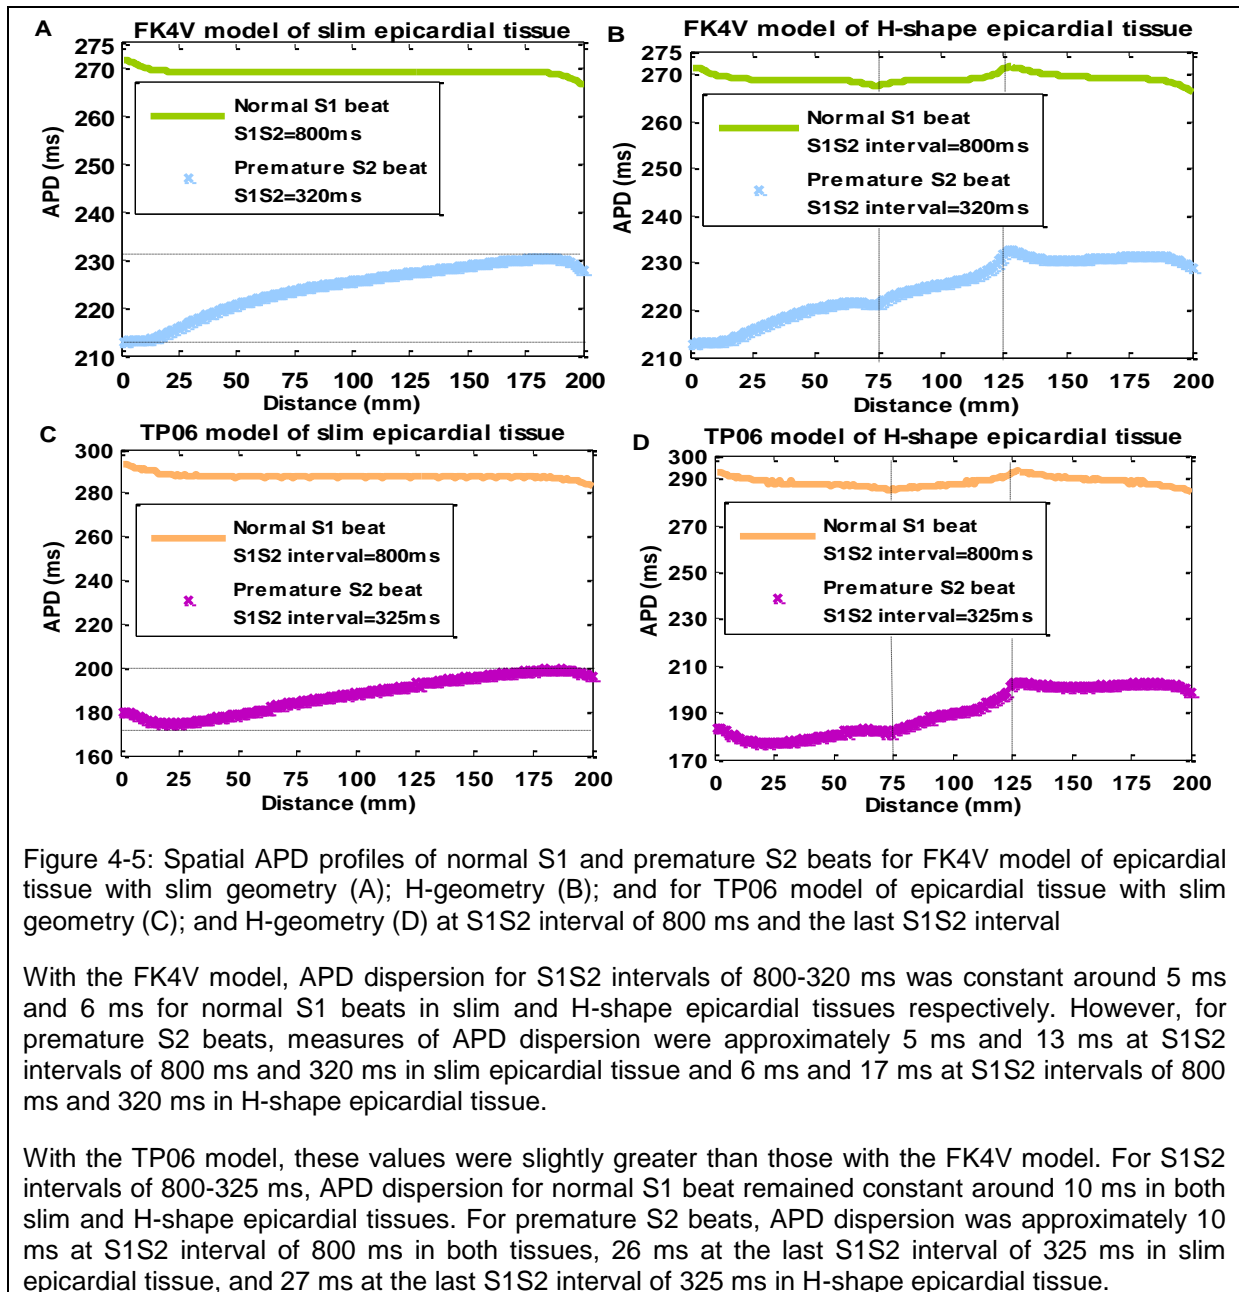 A
FK4V model of slim epicardial tissue
275
270
260
250
240
230
220
210
APD (ms)
Normal S1 beat
S1S2=800ms
Premature S2 beat
S1S2=320ms
0 25 50 75 100 125 150 175 200
Distance (mm)
B
FK4V model of H-shape epicardial tissue
275
270
260
250
240
230
220
210
APD (ms)
Normal S1 beat
S1S2 interval=800ms
Premature S2 beat
S1S2 interval=320ms
0 25 50 75 100 125 150 175 200
Distance (mm)
C
TP06 model of slim epicardial tissue
300
280
260
240
220
200
180
160
APD (ms)
Normal S1 beat
S1S2 interval=800ms
Premature S2 beat
S1S2 interval=325ms
0 25 50 75 100 125 150 175 200
Distance (mm)
D
TP06 model of H-shape epicardial tissue
300
290
270
250
230
210
190
170
APD (ms)
Normal S1 beat
S1S2 interval=800ms
Premature S2 beat
S1S2 interval=325ms
0 25 50 75 100 125 150 175 200
Distance (mm)
Figure 4-5: Spatial APD profiles of normal S1 and premature S2 beats for FK4V model of epicardial
tissue with slim geometry (A); H-geometry (B); and for TP06 model of epicardial tissue with slim
geometry (C); and H-geometry (D) at S1S2 interval of 800 ms and the last S1S2 interval
With the FK4V model, APD dispersion for S1S2 intervals of 800-320 ms was constant around 5 ms
and 6 ms for normal S1 beats in slim and H-shape epicardial tissues respectively. However, for
premature S2 beats, measures of APD dispersion were approximately 5 ms and 13 ms at S1S2
intervals of 800 ms and 320 ms in slim epicardial tissue and 6 ms and 17 ms at S1S2 intervals of 800
ms and 320 ms in H-shape epicardial tissue.
With the TP06 model, these values were slightly greater than those with the FK4V model. For S1S2
intervals of 800-325 ms, APD dispersion for normal S1 beat remained constant around 10 ms in both
slim and H-shape epicardial tissues. For premature S2 beats, APD dispersion was approximately 10
ms at S1S2 interval of 800 ms in both tissues, 26 ms at the last S1S2 interval of 325 ms in slim
epicardial tissue, and 27 ms at the last S1S2 interval of 325 ms in H-shape epicardial tissue.